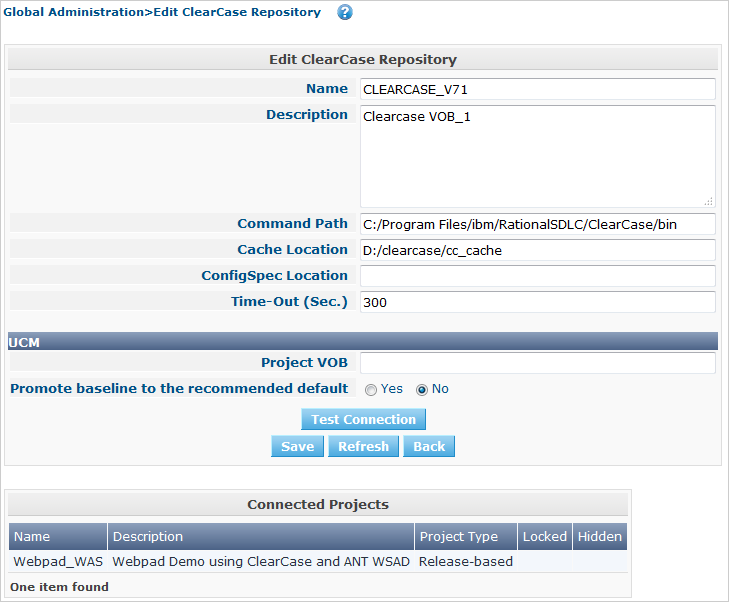 Global Administration>Edit ClearCase Repository ?
Edit ClearCase Repository
Name CLEARCASE_V71
Description Clearcase VOB_1
Command Path C:/Program Files/ibm/RationalSDLC/ClearCase/bin
Cache Location D:/clearcase/cc_cache
ConfigSpec Location
Time-Out (Sec.) 300
UCM
Project VOB
Promote baseline to the recommended default Yes No
Test Connection
Save Refresh Back
Connected Projects
Name Description Project Type Locked Hidden
Webpad_WAS Webpad Demo using ClearCase and ANT WSAD Release-based
One item found